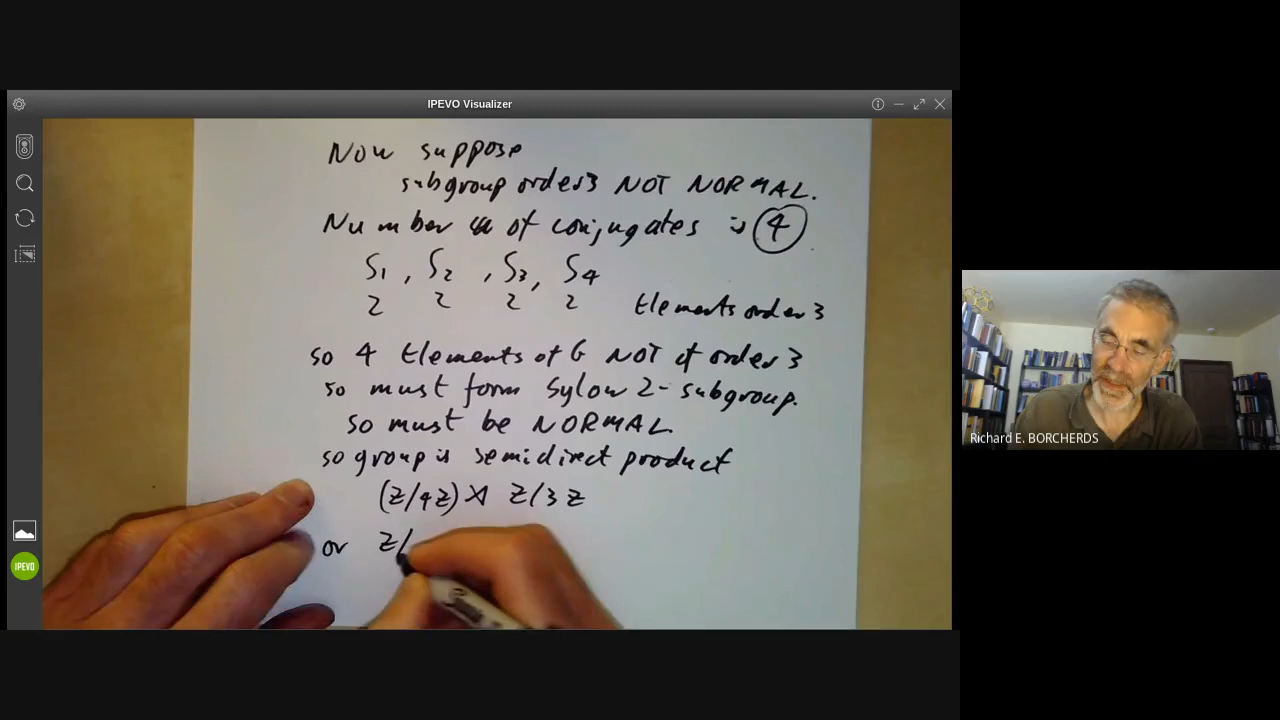 IPEVO Visualizer
Now suppose
subgroup order 3 NOT NORMAL.
Number of conjugates is 4
S1, S2, S3, S4
2 2 2 2 Elements order 3
so 4 Elements of G NOT of order 3
so must form Sylow 2-subgroup.
so must be NORMAL.
so group is semidirect product
(Z/4Z) ⋊ Z/3Z
or Z/
IPEVO
Richard E. BORCHERDS